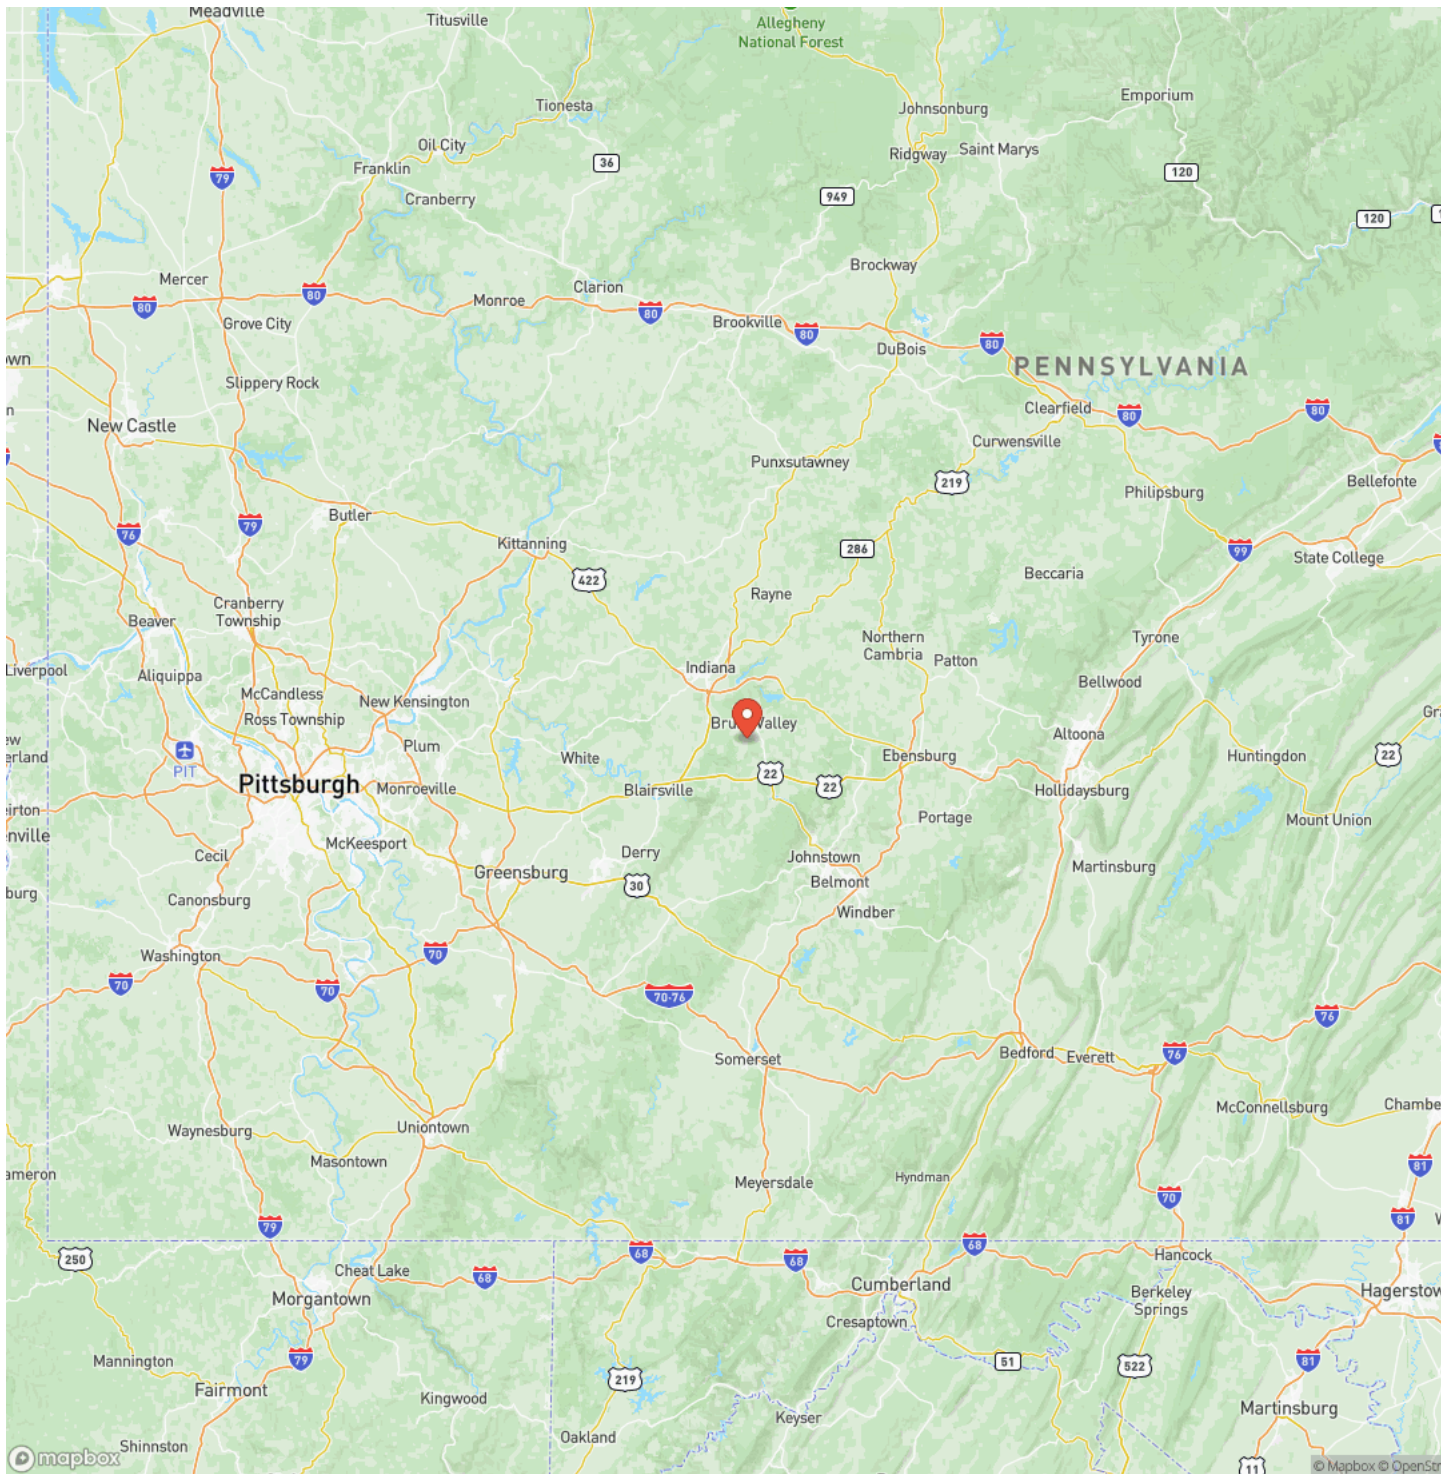 Meadville
Titusville
Allegheny
National Forest
Emporium
Tionesta
Johnsonburg
Oil City
Ridgway
Saint Marys
36
Franklin
120
79
Cranberry
949
120
Brockway
Mercer
Clarion
80
Monroe
80
80
Grove City
Brookville
80
80
DuBois
PENNSYLVANIA
Slippery Rock
Clearfield
80
80
New Castle
Curwensville
Punxsutawney
219
Bellefonte
Philipsburg
Butler
79
76
Kittanning
286
99
State College
422
Beccaria
Rayne
Cranberry
Township
Beaver
Northern
Cambria
Tyrone
Patton
Liverpool
Indiana
Aliquippa
Bellwood
McCandless
New Kensington
Ross Township
Altoona
Plum
White
PIT
Ebensburg
Huntingdon
22
22
22
Pittsburgh
Monroeville
Blairsville
Hollidaysburg
Portage
Mount Union
McKeesport
Cecil
Derry
Johnstown
Martinsburg
Greensburg
Belmont
30
Canonsburg
Windber
70
Washington
70
70
70-76
76
Somerset
Bedford
Everett
76
McConnellsburg
Uniontown
Waynesburg
Masontown
81
Hyndman
Meyersdale
70
79
81
250
68
68
68
Hancock
Cheat Lake
68
Cumberland
Morgantown
Berkeley
Springs
Cresaptown
79
51
522
81
Mannington
219
Fairmont
Kingwood
Martinsburg
Keyser
Oakland
Shinnston
mapbox
11
© Mapbox